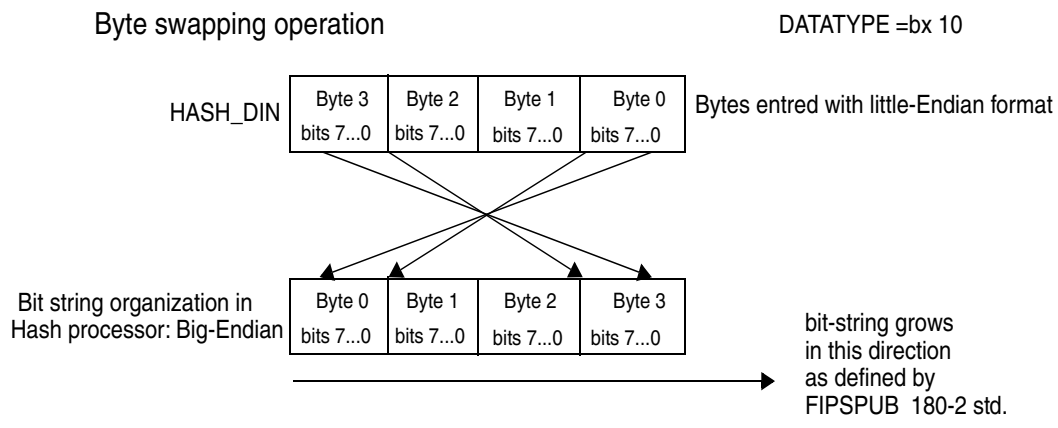 Byte swapping operation
DATATYPE =bx 10
HASH_DIN
Byte 3 Byte 2 Byte 1 Byte 0
bits 7...0 bits 7...0 bits 7...0 bits 7...0
Bytes entred with little-Endian format
Bit string organization in
Hash processor: Big-Endian
Byte 0 Byte 1 Byte 2 Byte 3
bits 7...0 bits 7...0 bits 7...0 bits 7...0
bit-string grows
in this direction
as defined by
FIPSPUB 180-2 std.